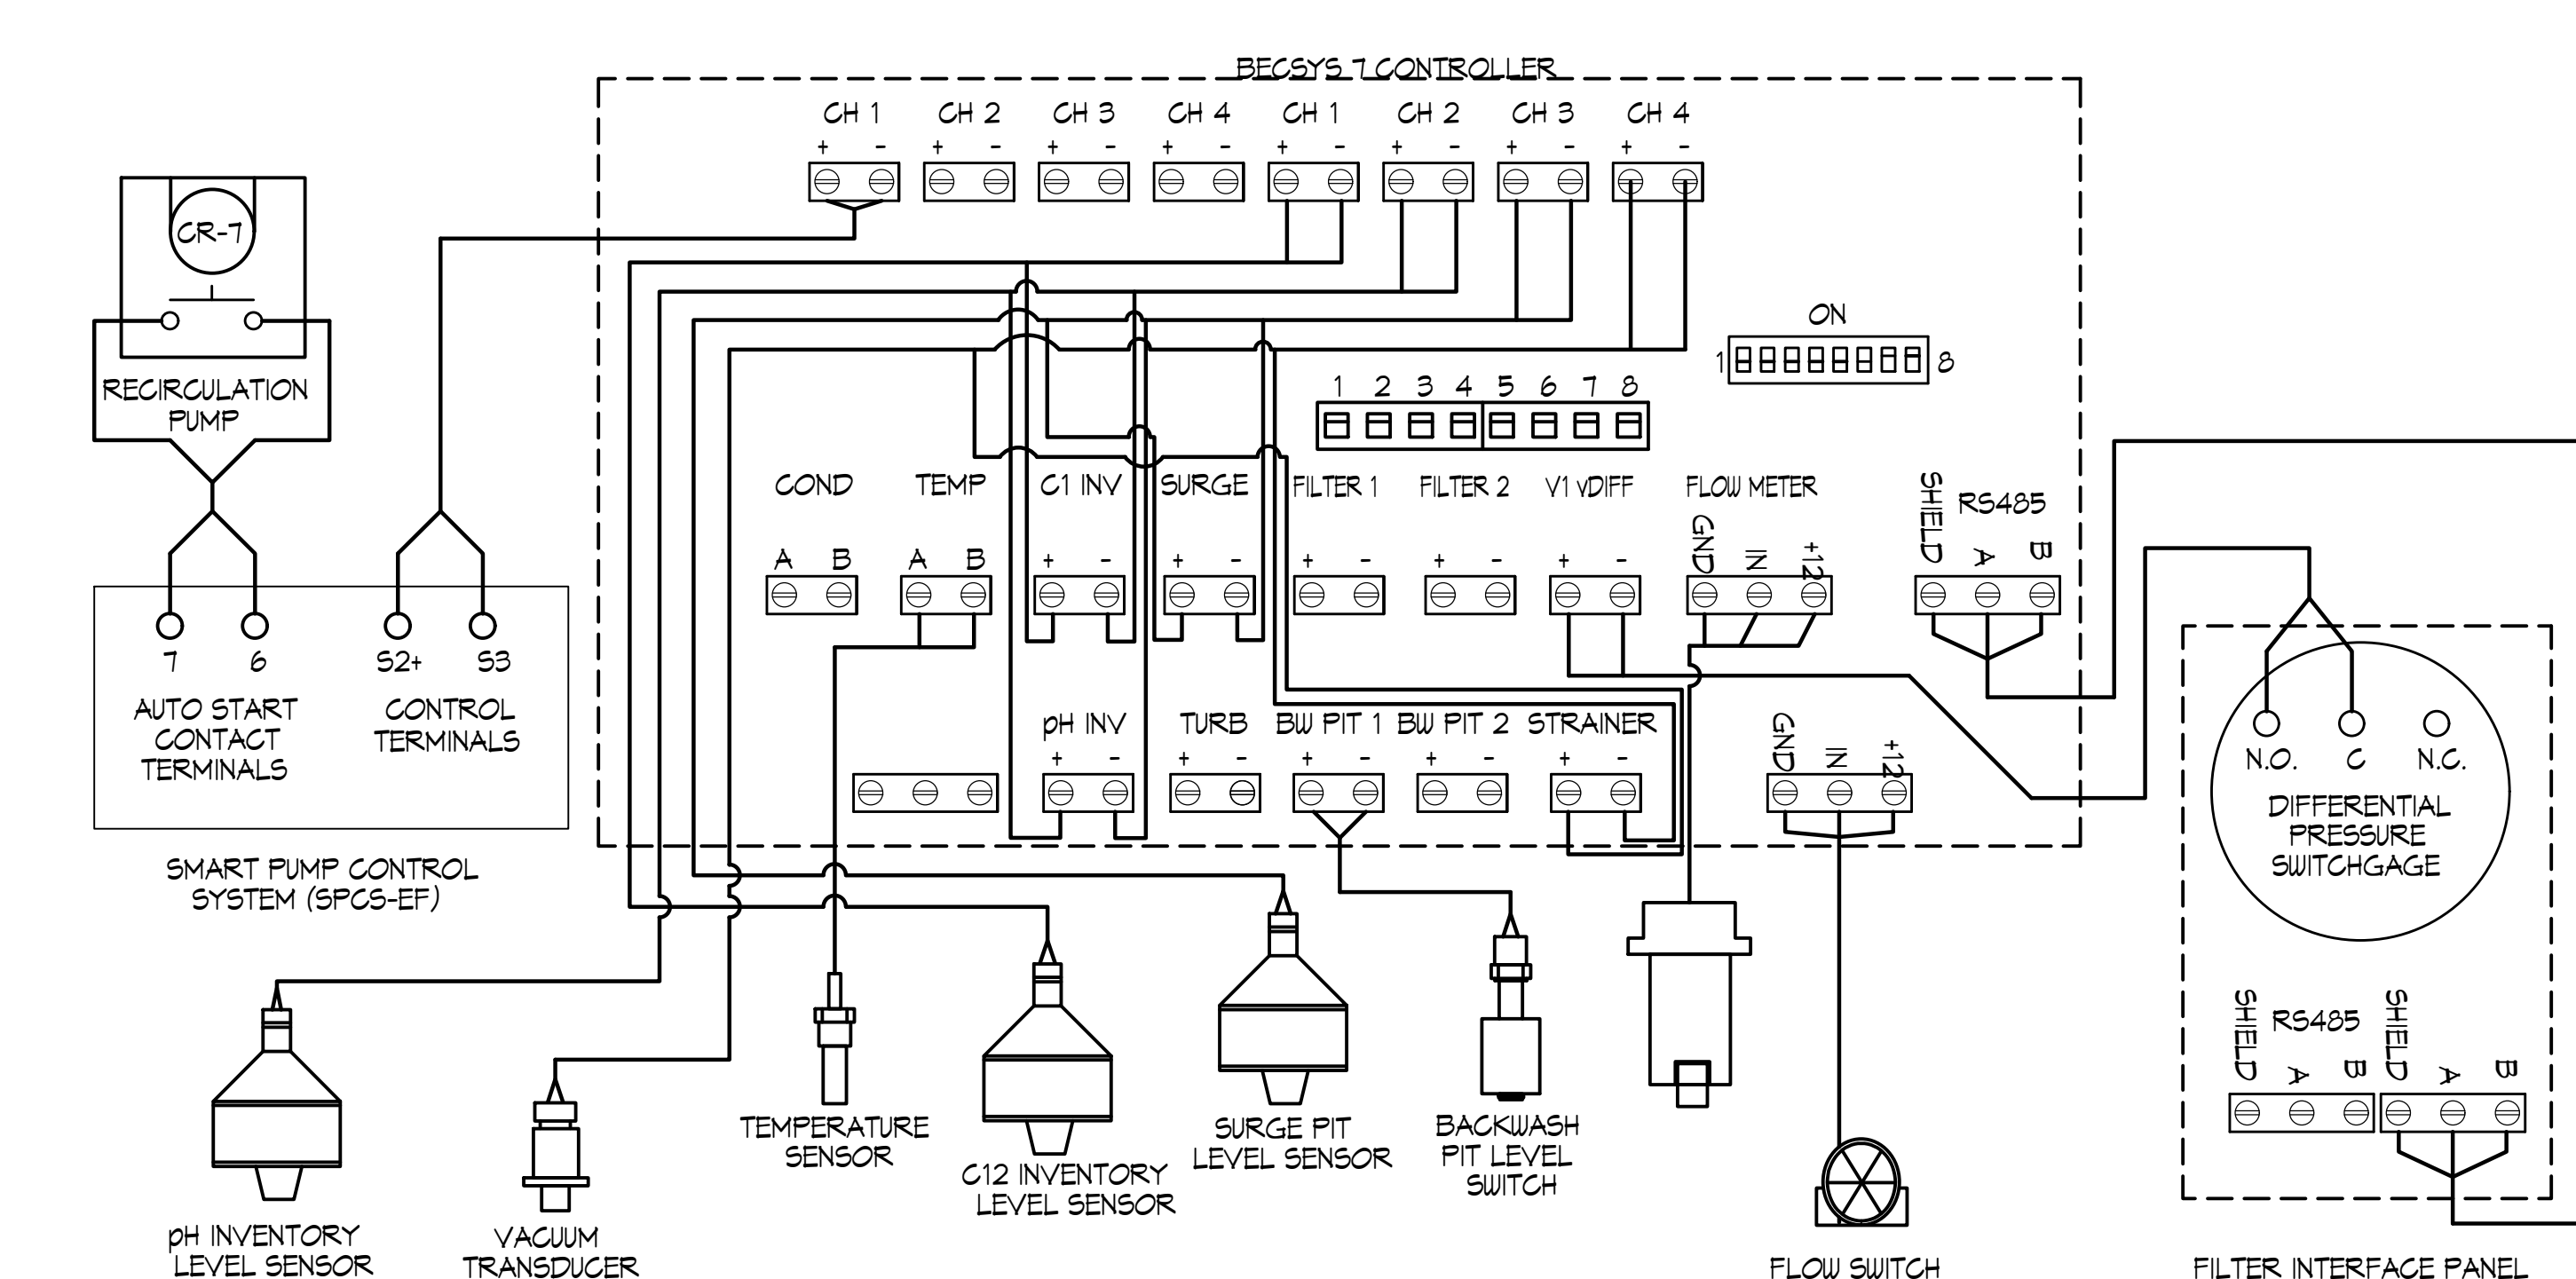 BECSYS 7 CONTROLLER
CH 1 CH 2 CH 3 CH 4 CH 1 CH 2 CH 3 CH 4
+ - + - + - + - + - + - + - + -
CR-7
RECIRCULATION
PUMP
ON
1 8
1 2 3 4 5 6 7 8
COND TEMP C1 INV SURGE FILTER 1 FILTER 2 V1 vDIFF FLOW METER SHIELD RS485
A B A B + - + - + - + - + - GND IN +12 A B
7 6 S2+ S3
AUTO START
CONTACT
TERMINALS
CONTROL
TERMINALS
SMART PUMP CONTROL
SYSTEM (SPCS-EF)
pH INV TURB BW PIT 1 BW PIT 2 STRAINER GND IN +12
+ - + - + - + - + -
N.O. C N.C.
DIFFERENTIAL
PRESSURE
SWITCHGAGE
SHIELD RS485 SHIELD
A B A B
pH INVENTORY
LEVEL SENSOR
VACUUM
TRANSDUCER
TEMPERATURE
SENSOR
C12 INVENTORY
LEVEL SENSOR
SURGE PIT
LEVEL SENSOR
BACKWASH
PIT LEVEL
SWITCH
FLOW SWITCH
FILTER INTERFACE PANEL